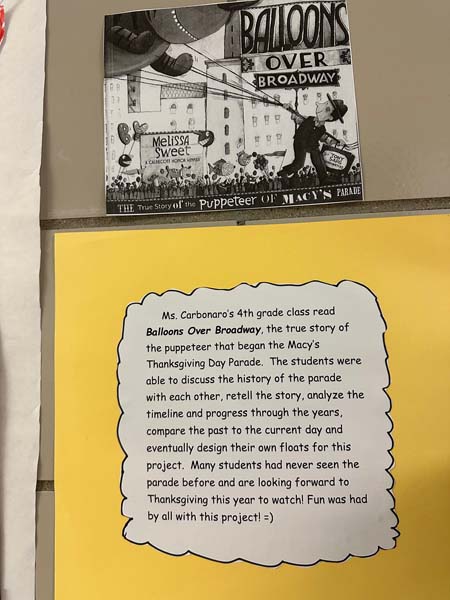 BALLOONS
OVER
BROADWAY
MELISSA
SWEET
A CALDECOTT HONOR WINNER
THE True Story of the Puppeteer OF MACY'S PARADE
Ms. Carbonaro's 4th grade class read
Balloons Over Broadway, the true story of
the puppeteer that began the Macy's
Thanksgiving Day Parade. The students were
able to discuss the history of the parade
with each other, retell the story, analyze the
timeline and progress through the years,
compare the past to the current day and
eventually design their own floats for this
project. Many students had never seen the
parade before and are looking forward to
Thanksgiving this year to watch! Fun was had
by all with this project! =)